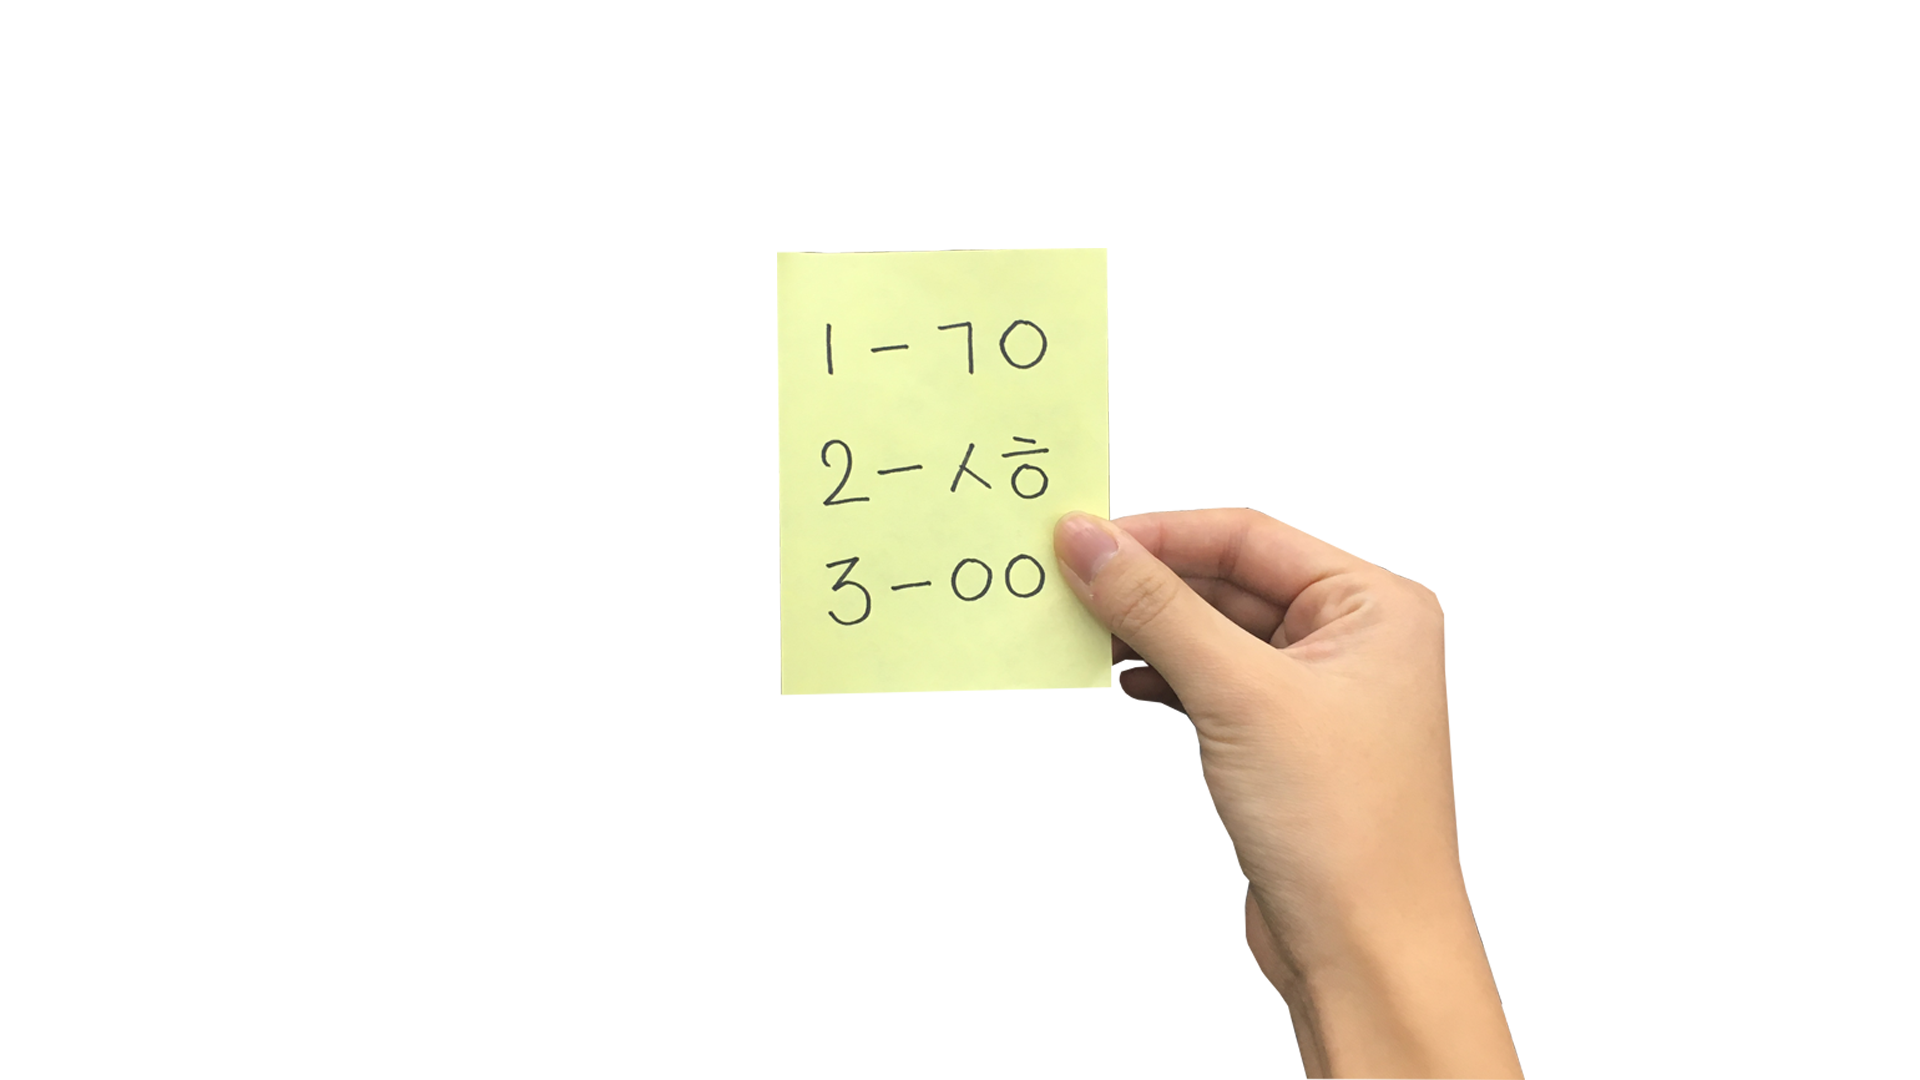 1 - ㄱㅇ
2 - ㅅㅎ
3 - ㅇㅇ